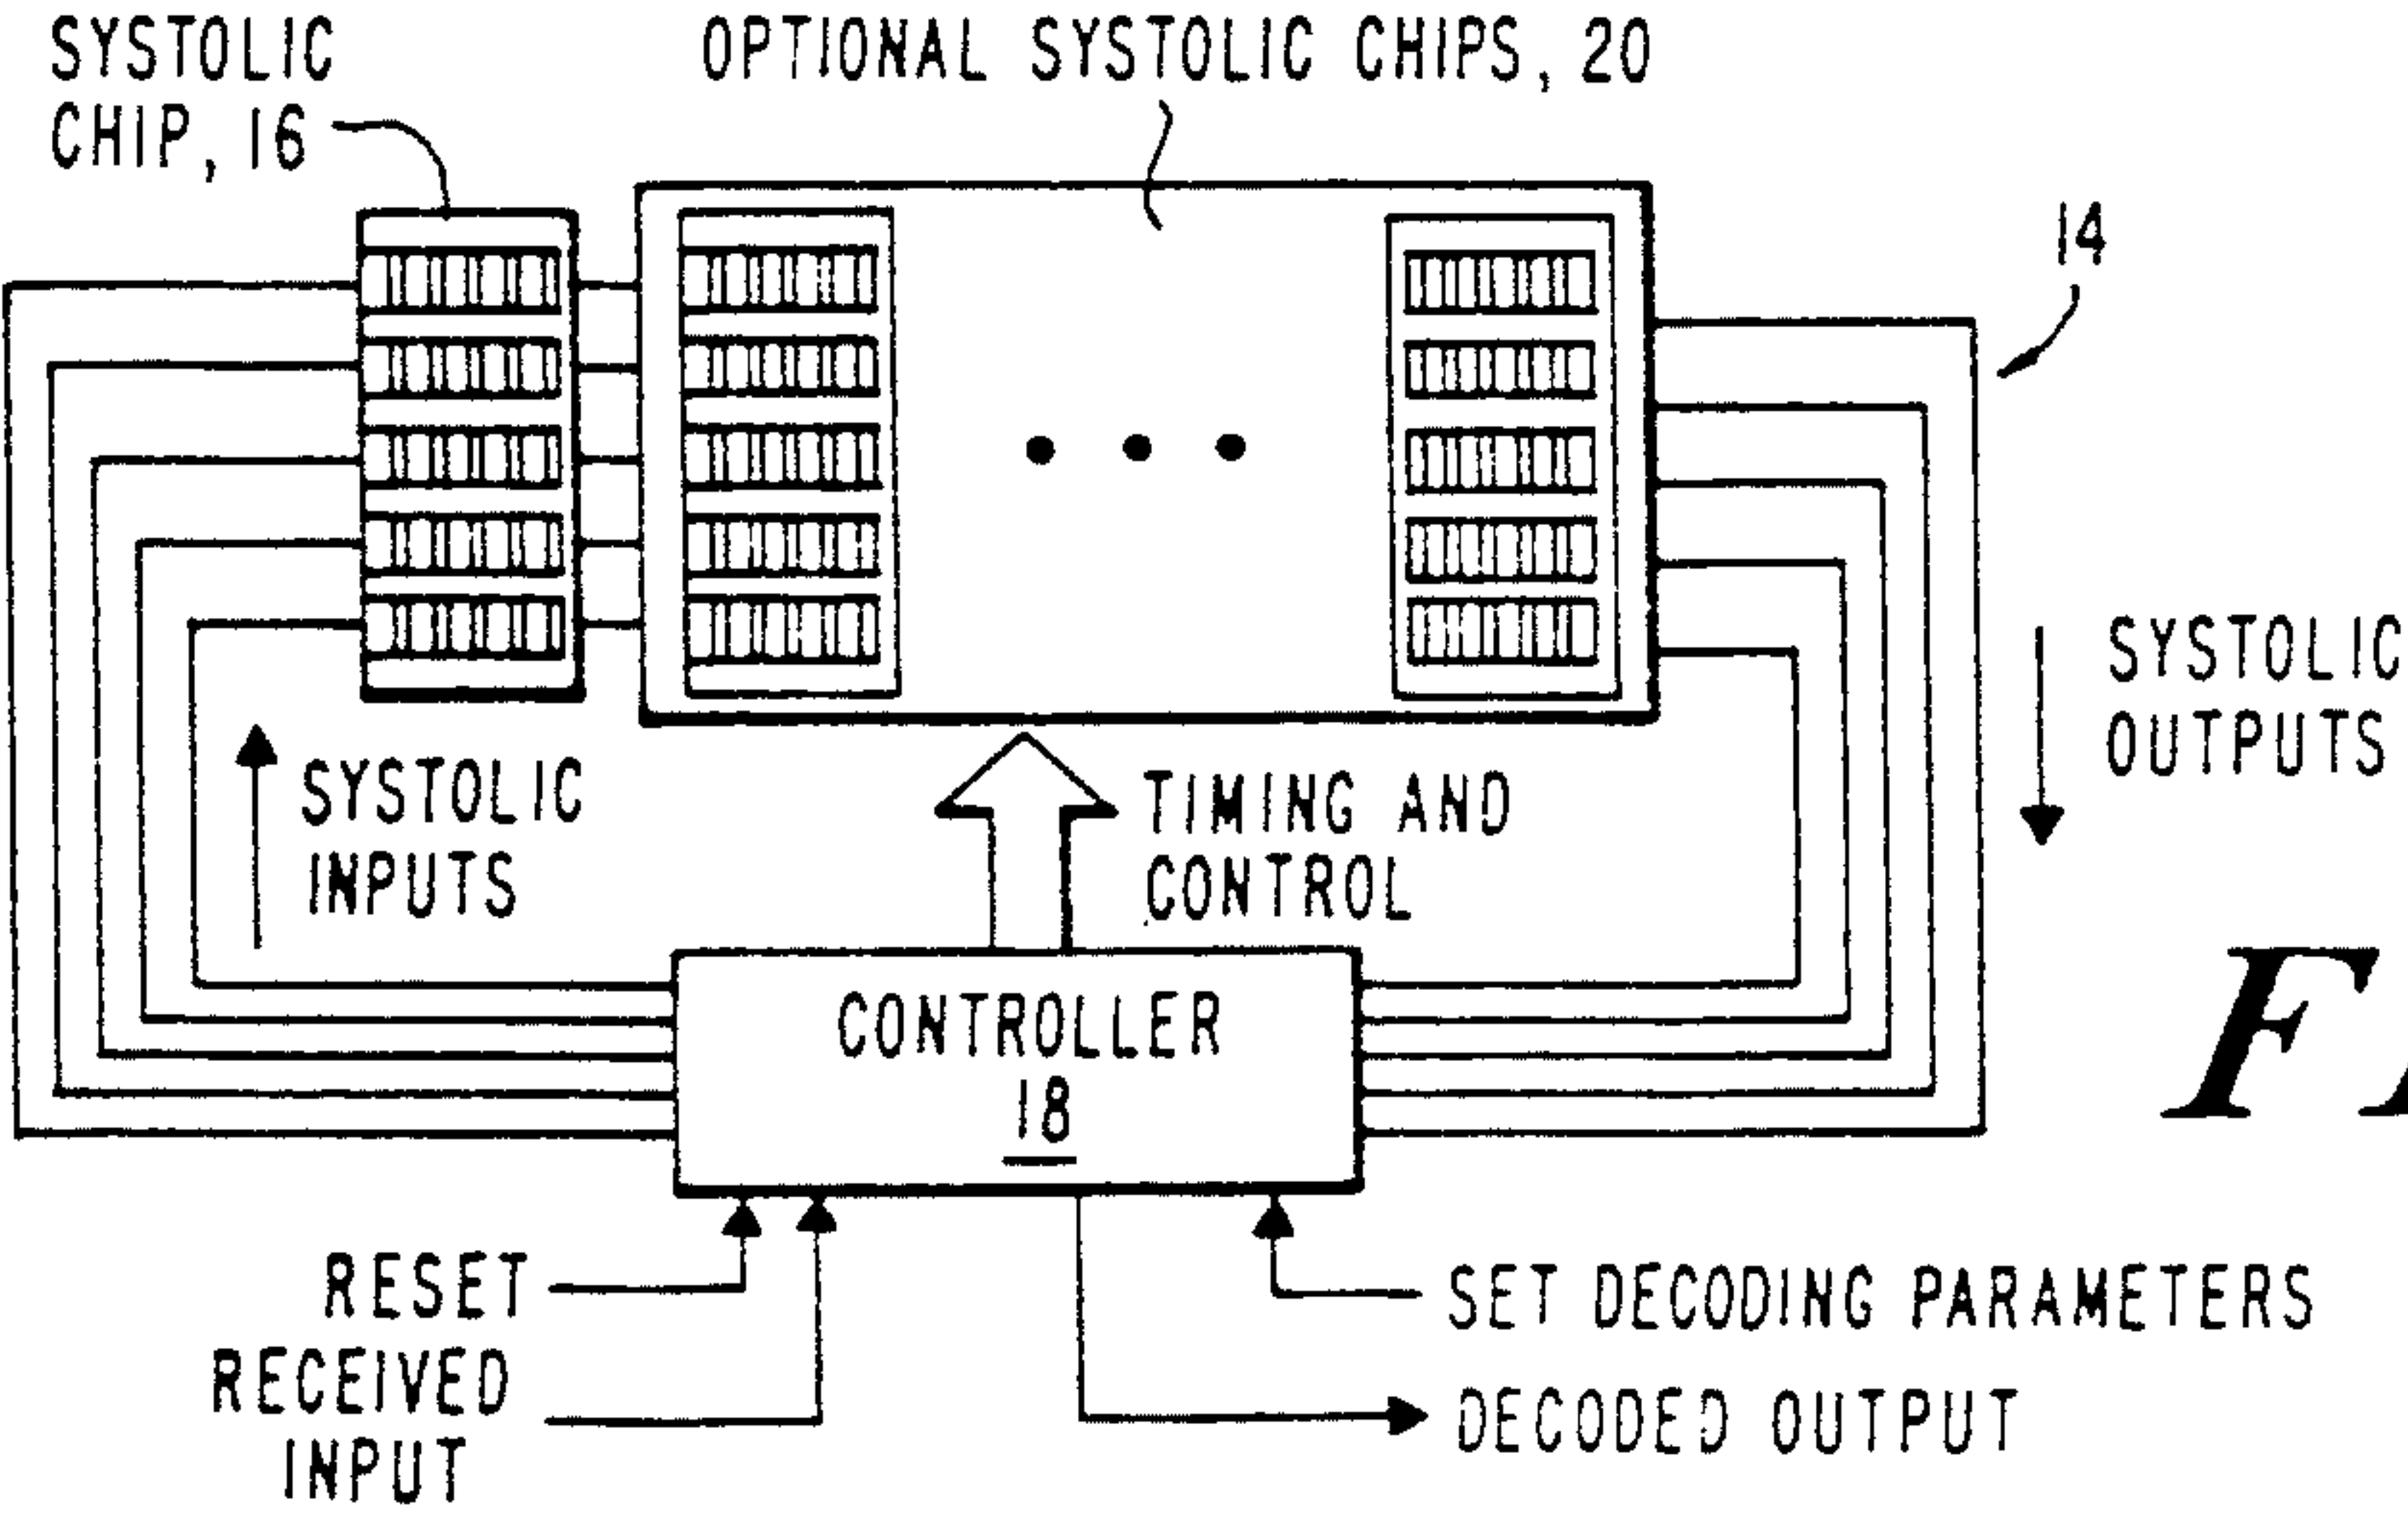 SYSTOLIC
CHIP, 16
OPTIONAL SYSTOLIC CHIPS, 20
14
SYSTOLIC
INPUTS
TIMING AND
CONTROL
SYSTOLIC
OUTPUTS
CONTROLLER
18
RESET
RECEIVED
INPUT
SET DECODING PARAMETERS
DECODED OUTPUT